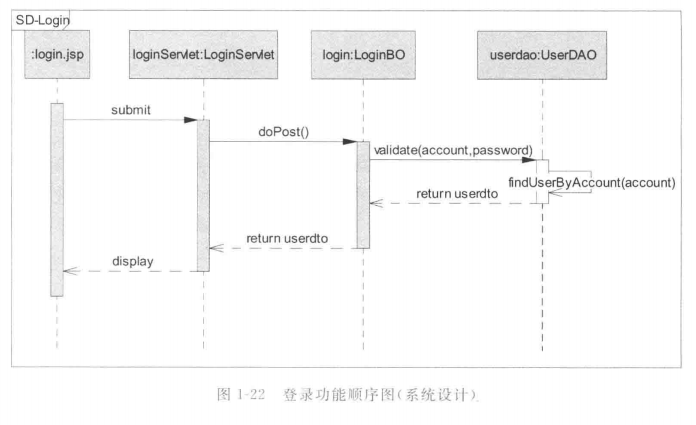 SD-Login
:login.jsp
loginServlet:LoginServlet
login:LoginBO
userdao:UserDAO
submit
doPost()
validate(account,password)
findUserByAccount(account)
return userdto
return userdto
display
图 1-22 登录功能顺序图(系统设计)